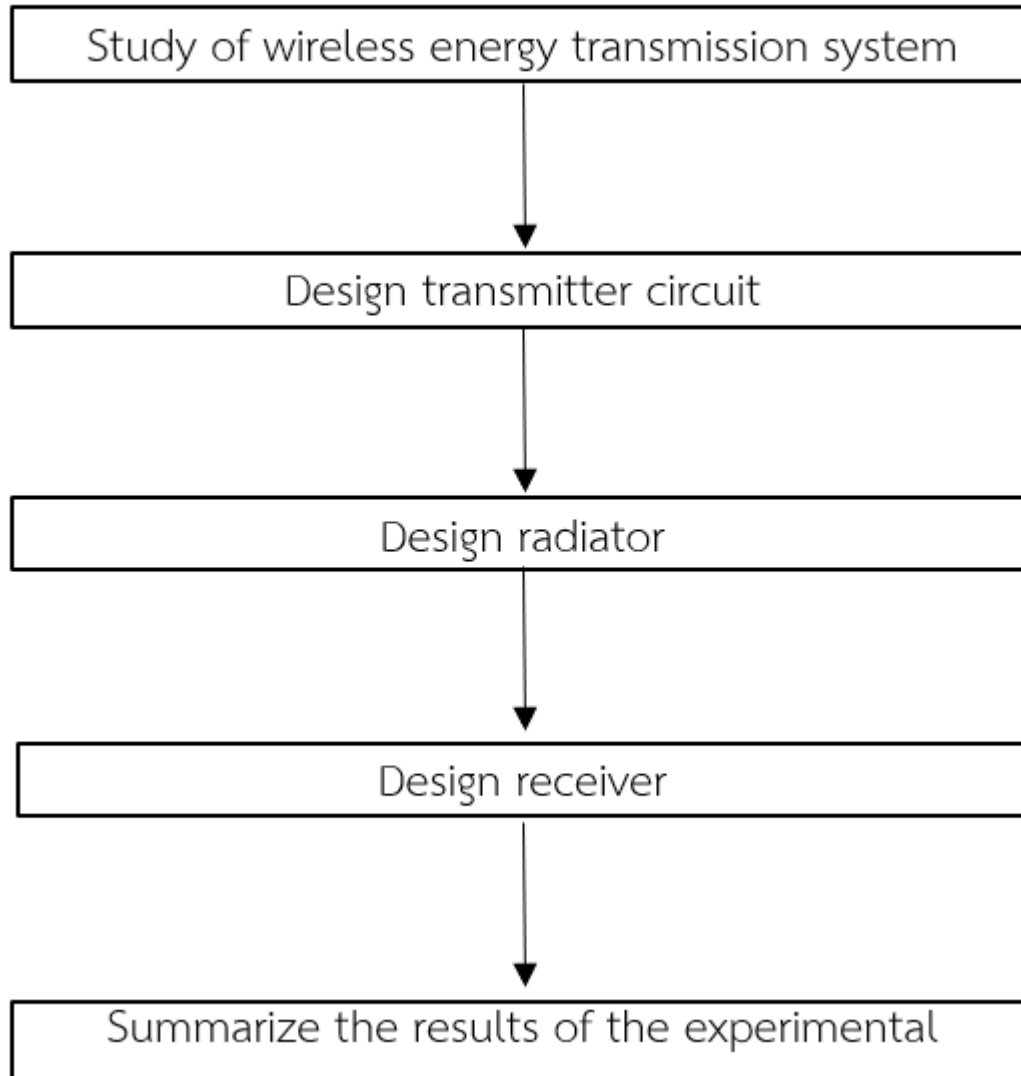 Study of wireless energy transmission system
Design transmitter circuit
Design radiator
Design receiver
Summarize the results of the experimental